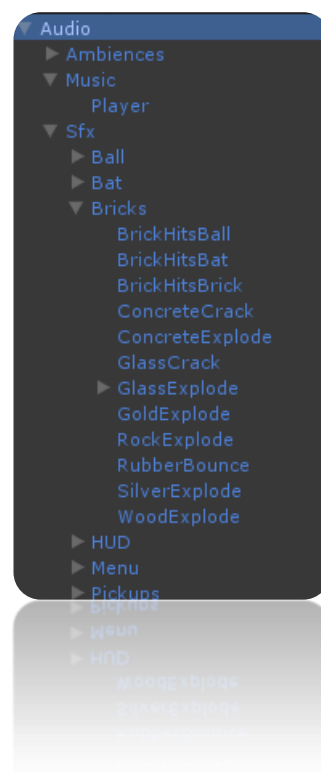 Audio
Ambiences
Music
Player
Sfx
Ball
Bat
Bricks
BrickHitsBall
BrickHitsBat
BrickHitsBrick
ConcreteCrack
ConcreteExplode
GlassCrack
GlassExplode
GoldExplode
RockExplode
RubberBounce
SilverExplode
WoodExplode
HUD
Menu
Pickups